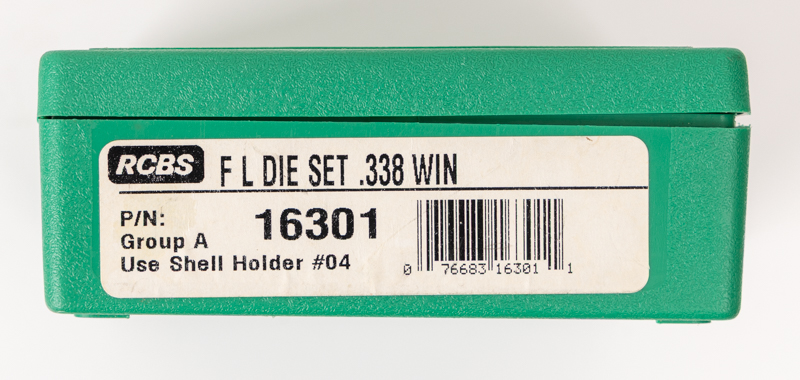 RCBS F L DIE SET .338 WIN
P/N: 16301
Group A
Use Shell Holder #04
0 76683 16301 1